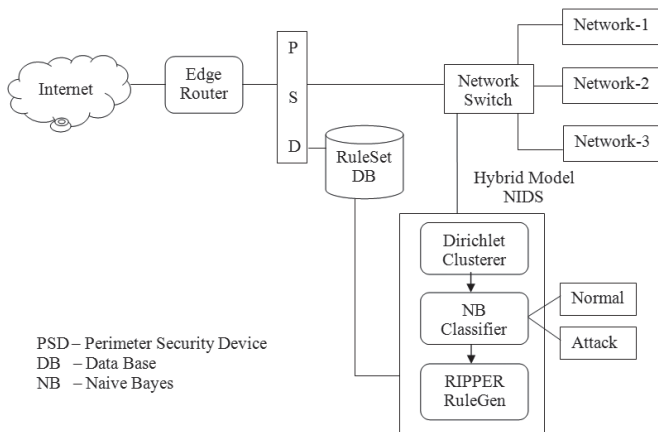 Internet
Edge
Router
P
S
D
RuleSet
DB
Network
Switch
Network-1
Network-2
Network-3
Hybrid Model
NIDS
Dirichlet
Clusterer
NB
Classifier
RIPPER
RuleGen
Normal
Attack
PSD – Perimeter Security Device
DB – Data Base
NB – Naive Bayes